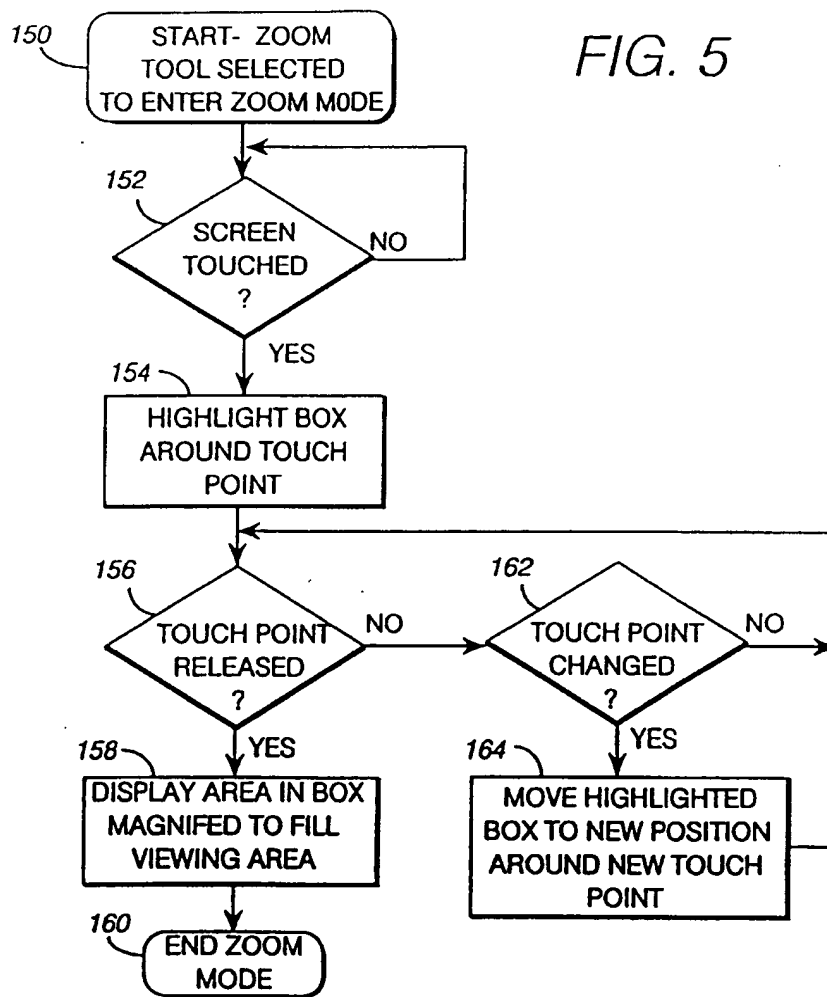 FIG. 5
150
START- ZOOM
TOOL SELECTED
TO ENTER ZOOM MODE
152
SCREEN
TOUCHED
?
NO
YES
154
HIGHLIGHT BOX
AROUND TOUCH
POINT
156
TOUCH POINT
RELEASED
?
NO
YES
162
TOUCH POINT
CHANGED
?
NO
YES
158
DISPLAY AREA IN BOX
MAGNIFED TO FILL
VIEWING AREA
164
MOVE HIGHLIGHTED
BOX TO NEW POSITION
AROUND NEW TOUCH
POINT
160
END ZOOM
MODE